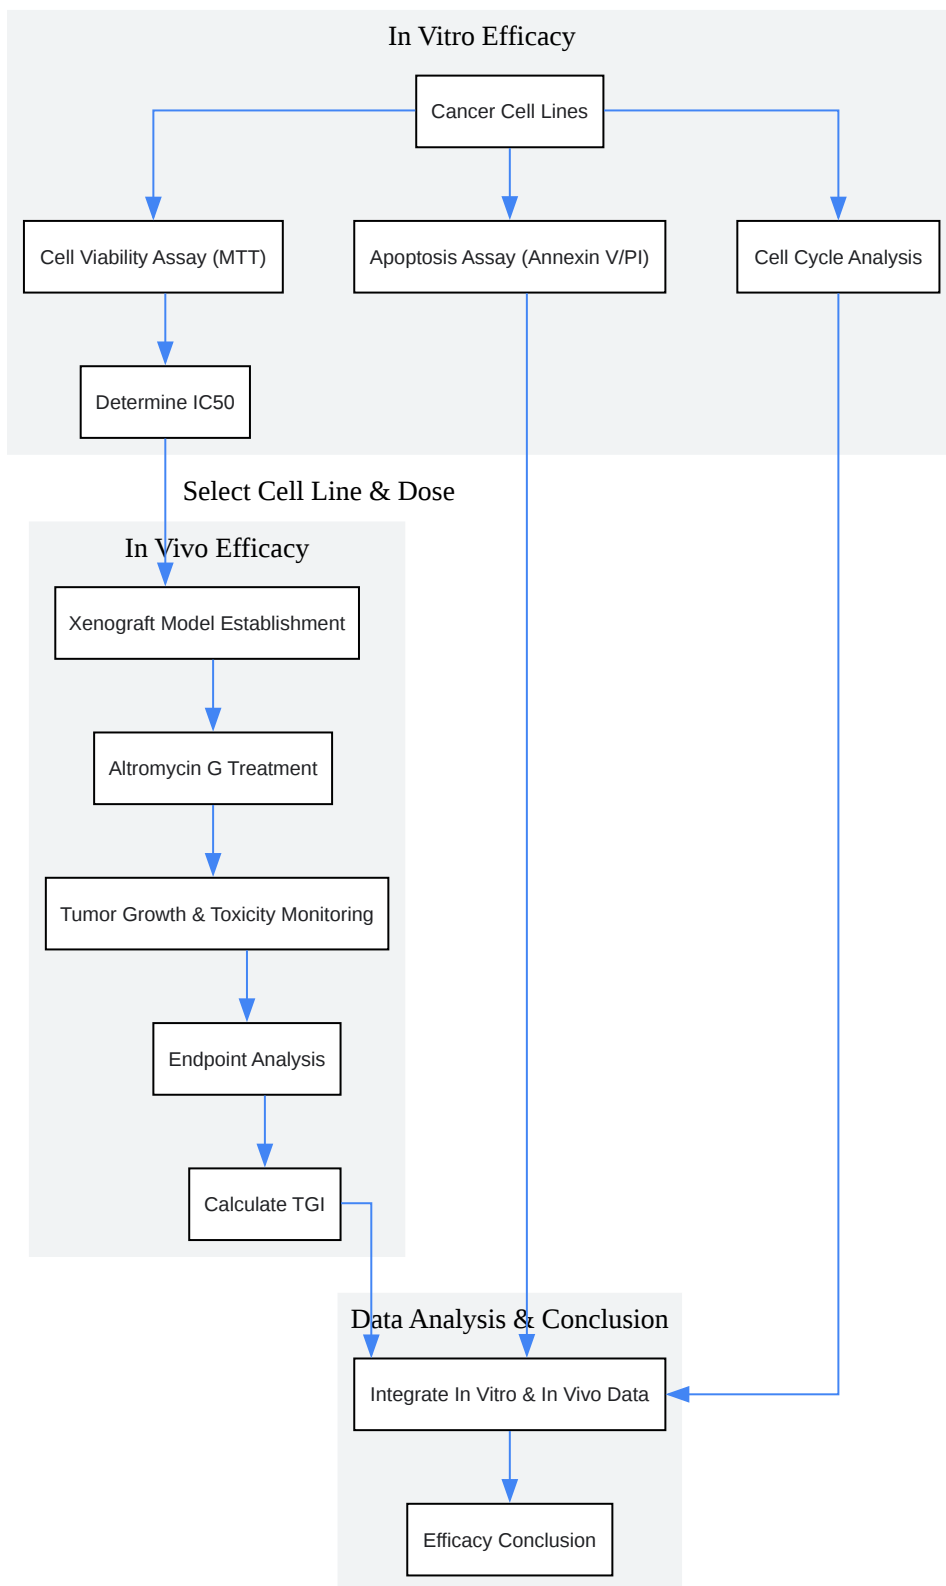 In Vitro Efficacy
Cancer Cell Lines
Cell Viability Assay (MTT)
Apoptosis Assay (Annexin V/PI)
Cell Cycle Analysis
Determine IC50
Select Cell Line & Dose
In Vivo Efficacy
Xenograft Model Establishment
Altromycin G Treatment
Tumor Growth & Toxicity Monitoring
Endpoint Analysis
Calculate TGI
Data Analysis & Conclusion
Integrate In Vitro & In Vivo Data
Efficacy Conclusion